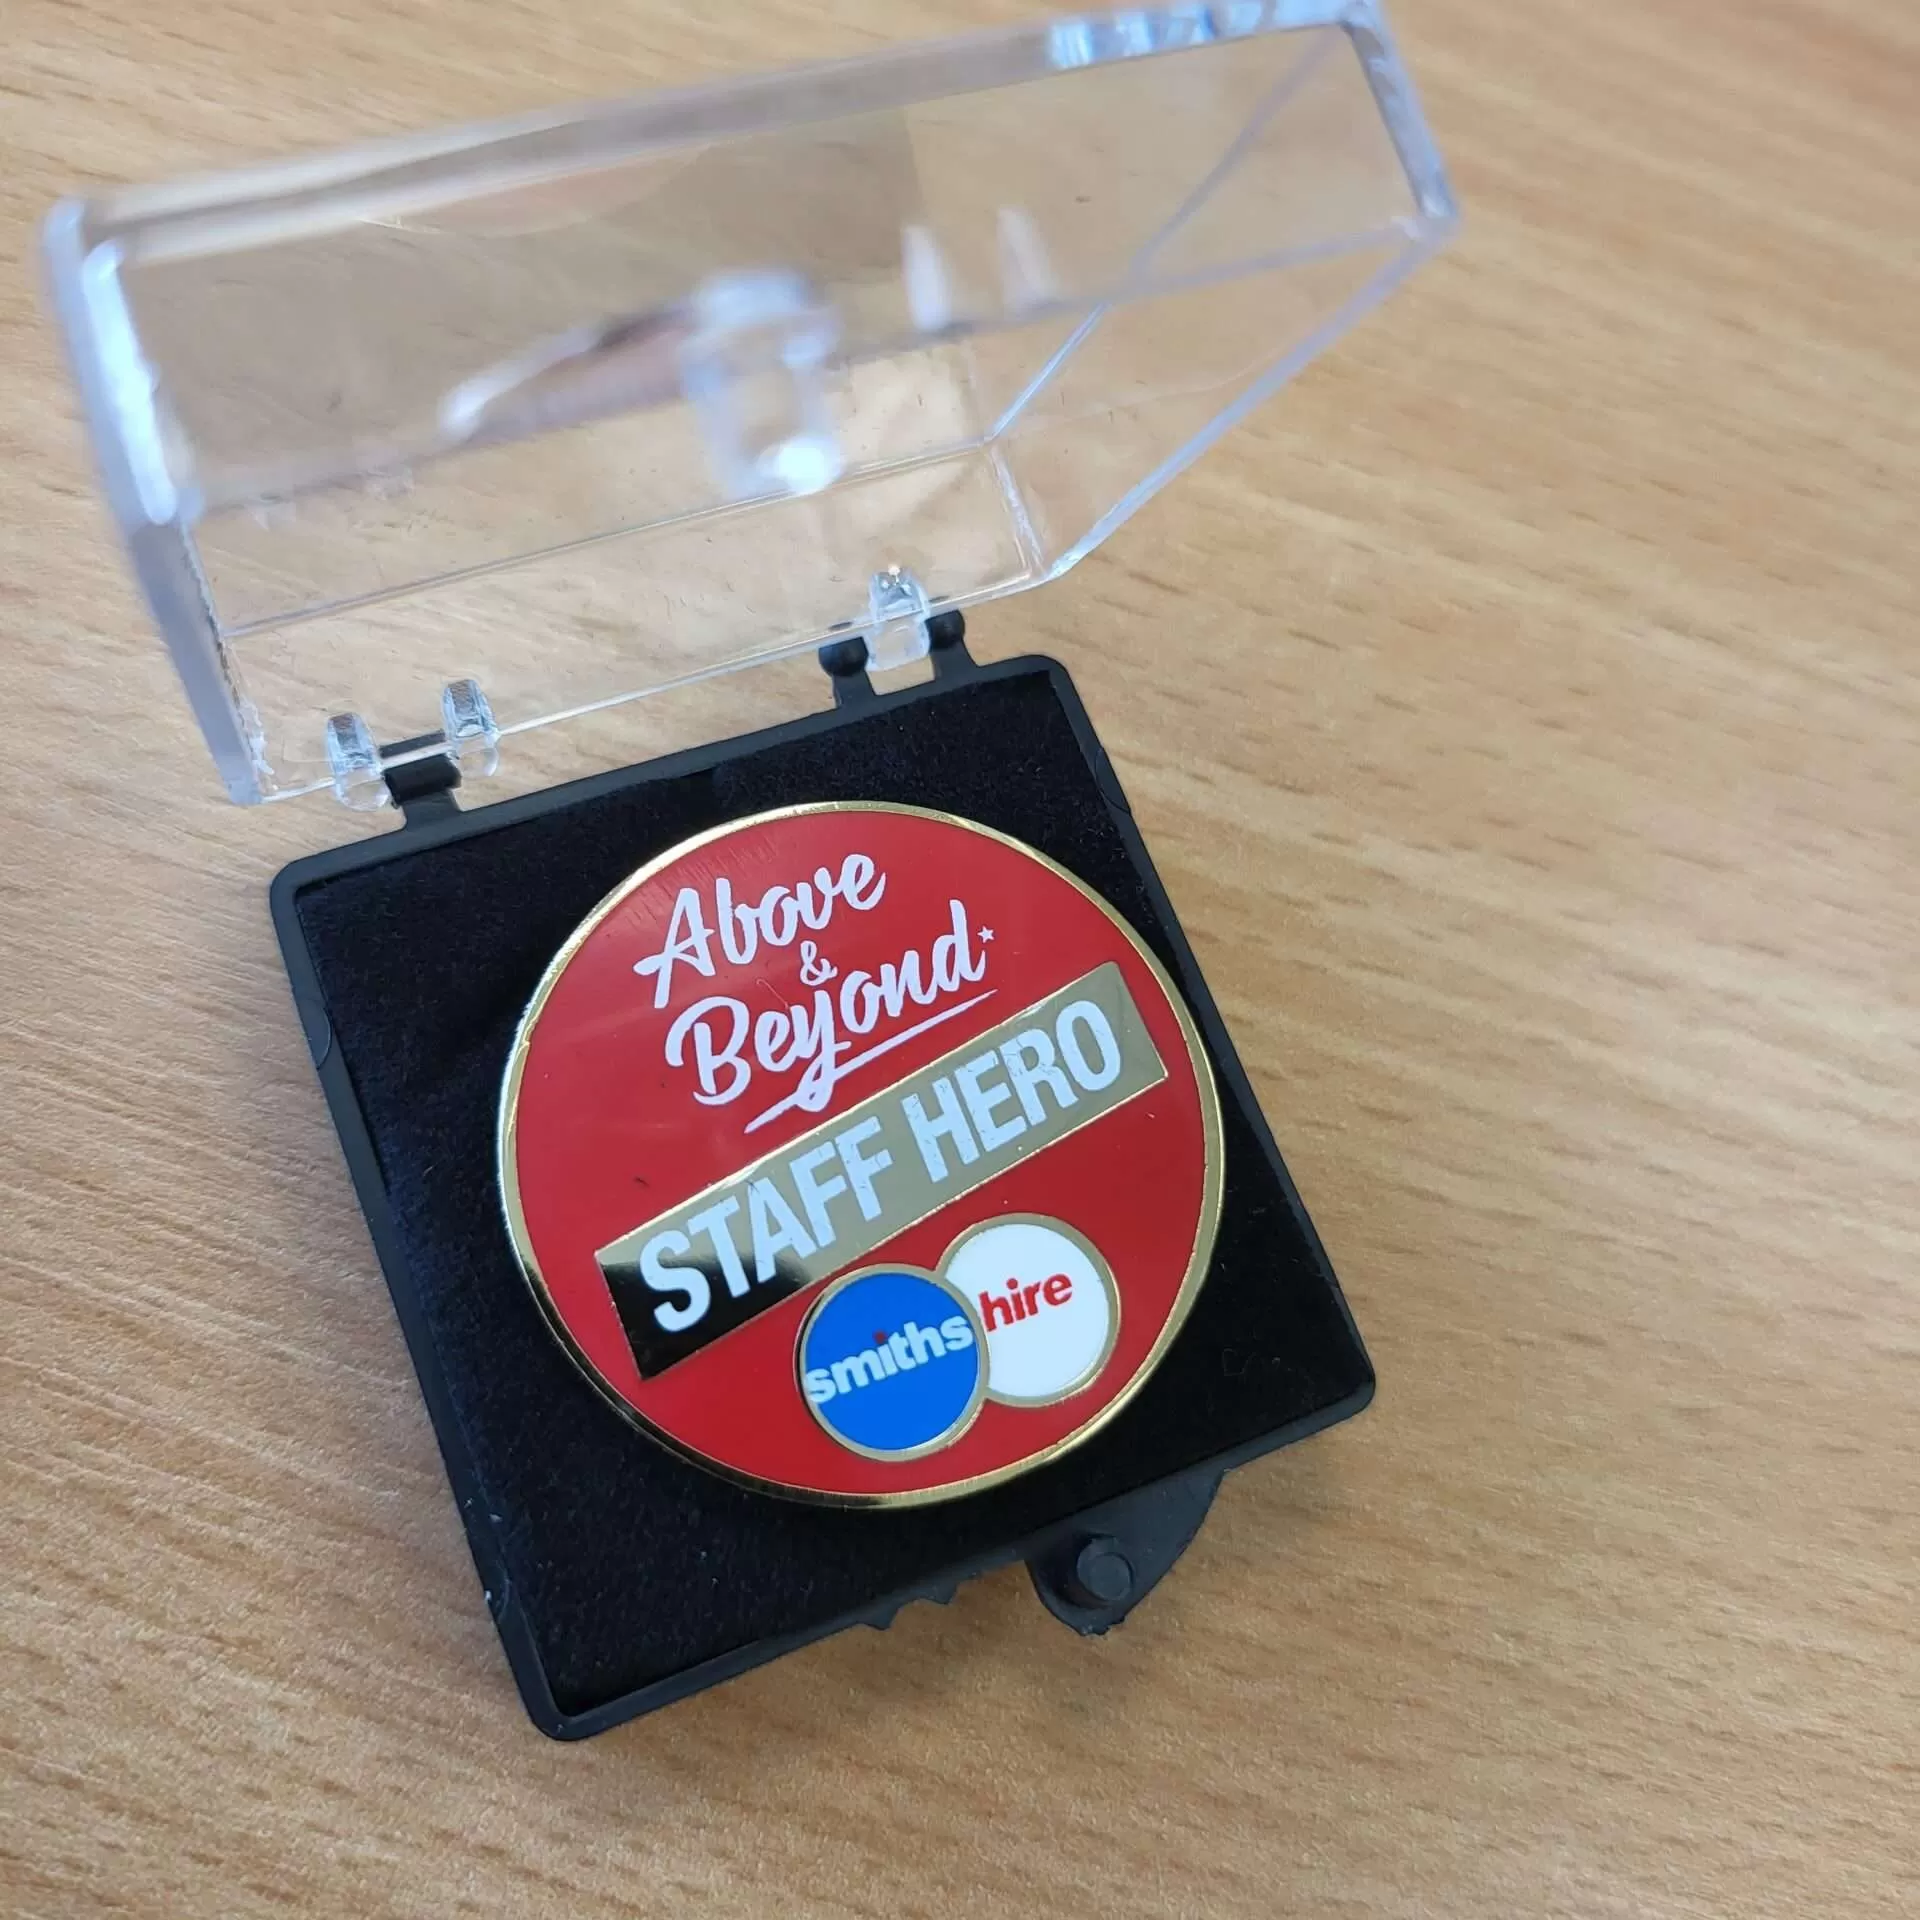 Above
&
Beyond
STAFF HERO
smiths hire